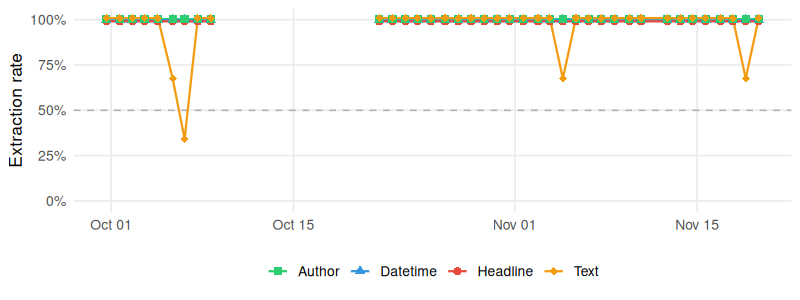 Extraction rate
100%
75%
50%
25%
0%
Oct 01 Oct 15 Nov 01 Nov 15
Author Datetime Headline Text